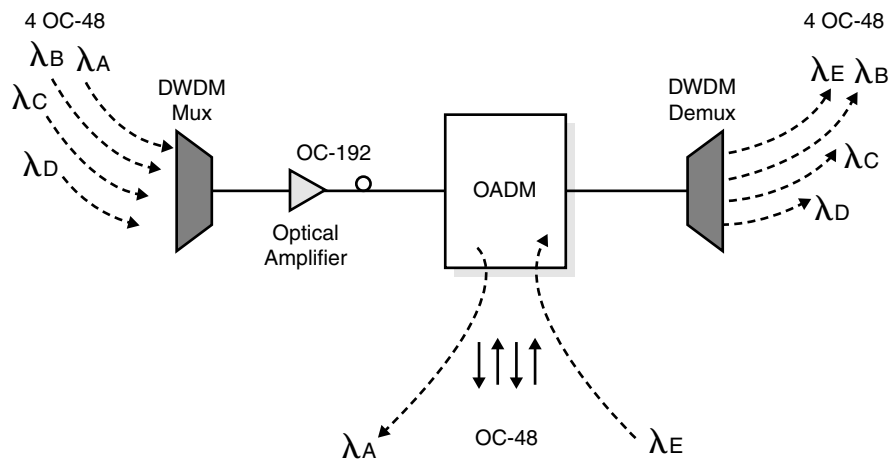 4 OC-48
λB λA
λC
λD
DWDM
Mux
OC-192
Optical
Amplifier
OADM
DWDM
Demux
4 OC-48
λE λB
λC
λD
λA
OC-48
λE